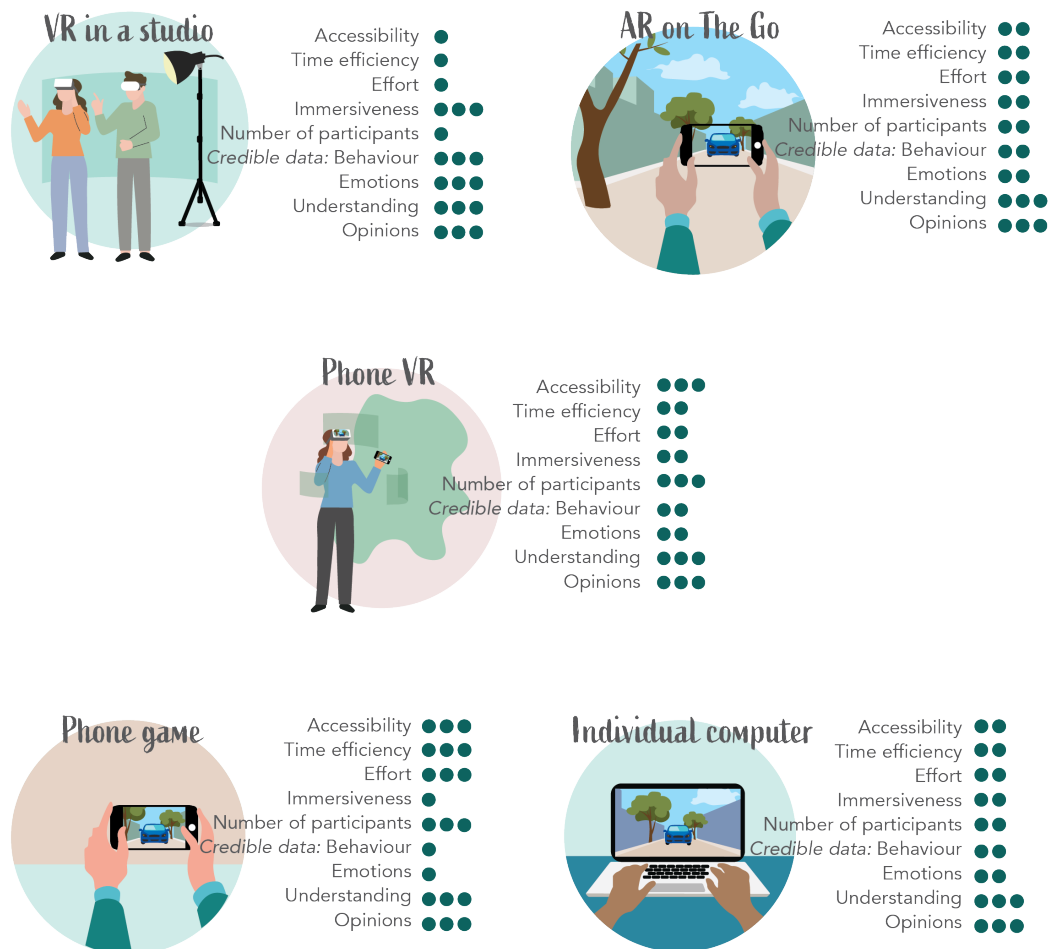 VR in a studio
Accessibility
Time efficiency
Effort
Immersiveness
Number of participants
Credible data: Behaviour
Emotions
Understanding
Opinions
AR on The Go
Accessibility
Time efficiency
Effort
Immersiveness
Number of participants
Credible data: Behaviour
Emotions
Understanding
Opinions
Phone VR
Accessibility
Time efficiency
Effort
Immersiveness
Number of participants
Credible data: Behaviour
Emotions
Understanding
Opinions
Phone game
Accessibility
Time efficiency
Effort
Immersiveness
Number of participants
Credible data: Behaviour
Emotions
Understanding
Opinions
Individual computer
Accessibility
Time efficiency
Effort
Immersiveness
Number of participants
Credible data: Behaviour
Emotions
Understanding
Opinions